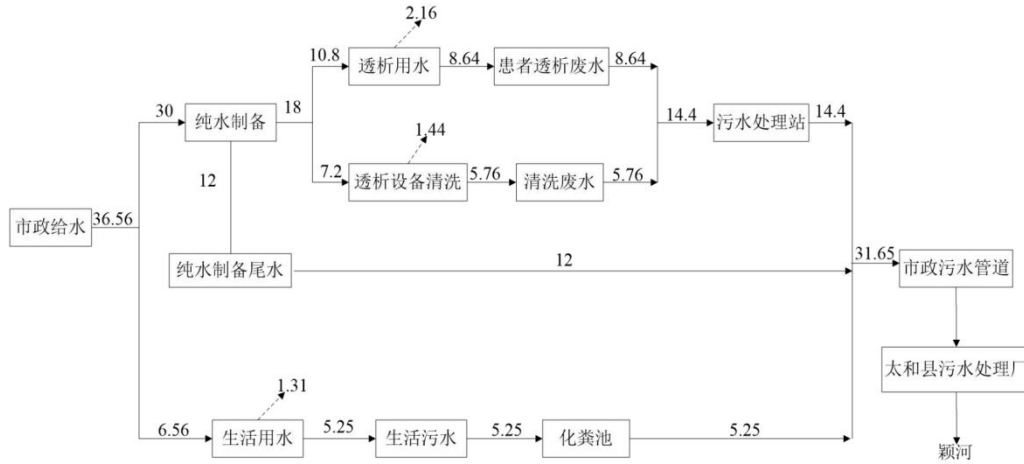 2.16
10.8
透析用水
8.64
患者透析废水
8.64
30
纯水制备
18
14.4
污水处理站
14.4
1.44
12
7.2
透析设备清洗
5.76
清洗废水
5.76
市政给水
36.56
纯水制备尾水
12
31.65
市政污水管道
太和县污水处理厂
1.31
6.56
生活用水
5.25
生活污水
5.25
化粪池
5.25
颍河